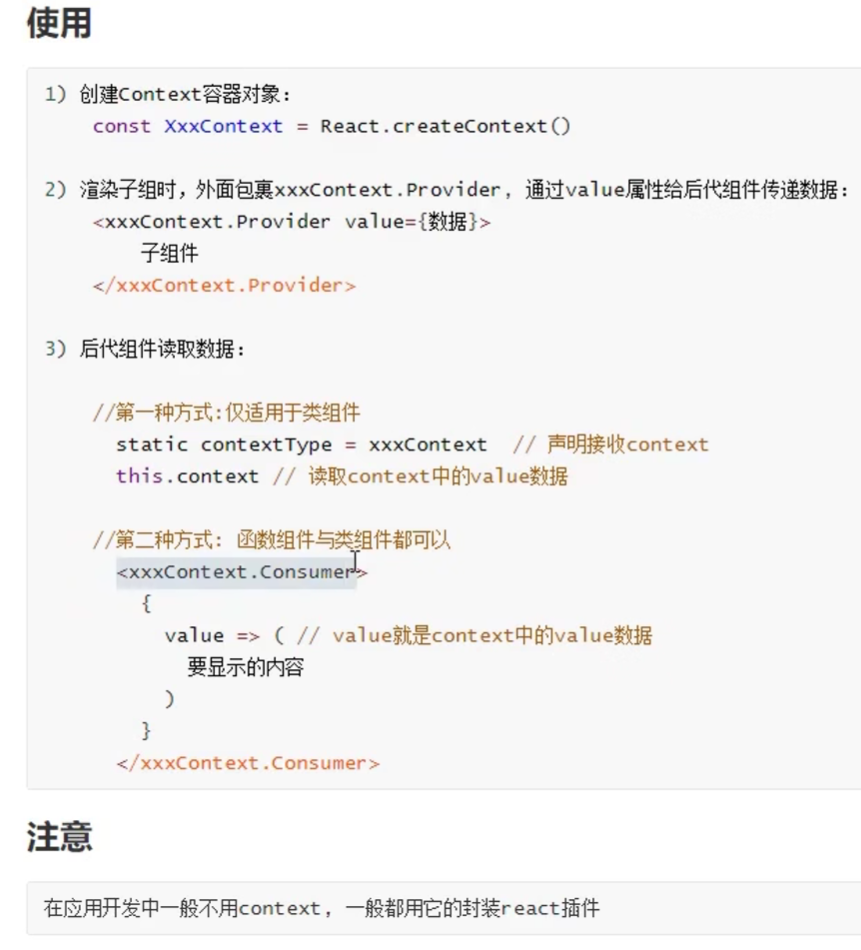 使用
1) 创建Context容器对象:
const XxxContext = React.createContext()
2) 渲染子组时，外面包裹xxxContext.Provider, 通过value属性给后代组件传递数据:
<xxxContext.Provider value={数据}>
子组件
</xxxContext.Provider>
3) 后代组件读取数据:
//第一种方式:仅适用于类组件
static contextType = xxxContext  // 声明接收context
this.context // 读取context中的value数据
//第二种方式: 函数组件与类组件都可以
<xxxContext.Consumer>
{
value => ( // value就是context中的value数据
要显示的内容
)
}
</xxxContext.Consumer>
注意
在应用开发中一般不用context, 一般都用它的封装react插件